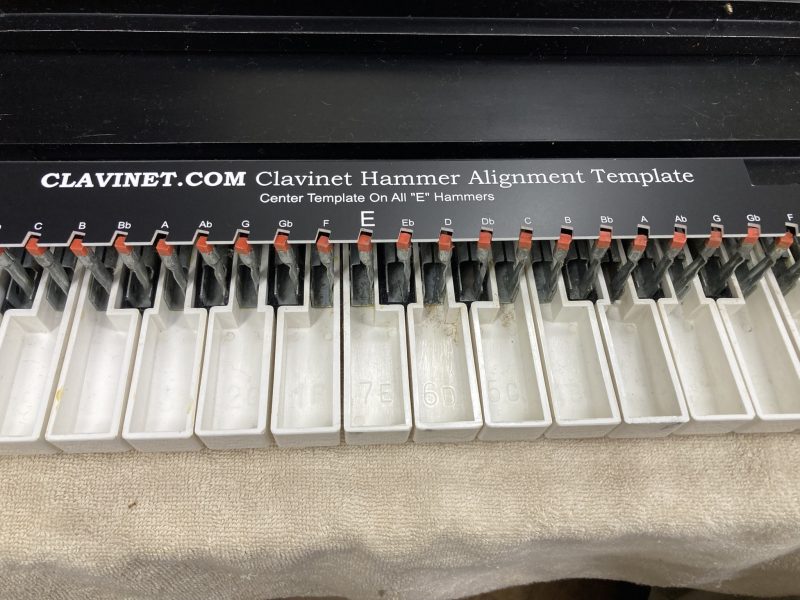 CLAVINET.COM Clavinet Hammer Alignment Template
Center Template On All "E" Hammers
C B Bb A Ab G Gb F E Eb D Db C B Bb A Ab G Gb F
7E 6D